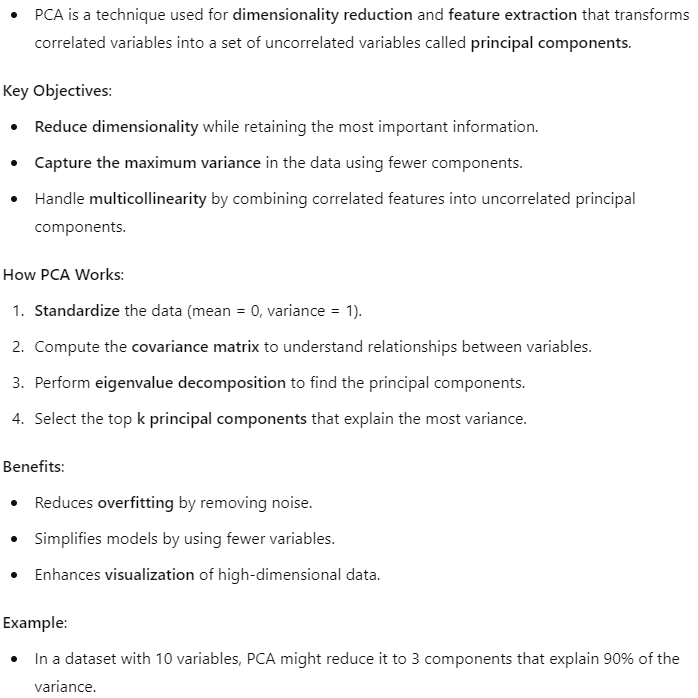 • PCA is a technique used for dimensionality reduction and feature extraction that transforms
correlated variables into a set of uncorrelated variables called principal components.
Key Objectives:
• Reduce dimensionality while retaining the most important information.
• Capture the maximum variance in the data using fewer components.
• Handle multicollinearity by combining correlated features into uncorrelated principal
components.
How PCA Works:
1. Standardize the data (mean = 0, variance = 1).
2. Compute the covariance matrix to understand relationships between variables.
3. Perform eigenvalue decomposition to find the principal components.
4. Select the top k principal components that explain the most variance.
Benefits:
• Reduces overfitting by removing noise.
• Simplifies models by using fewer variables.
• Enhances visualization of high-dimensional data.
Example:
• In a dataset with 10 variables, PCA might reduce it to 3 components that explain 90% of the
variance.